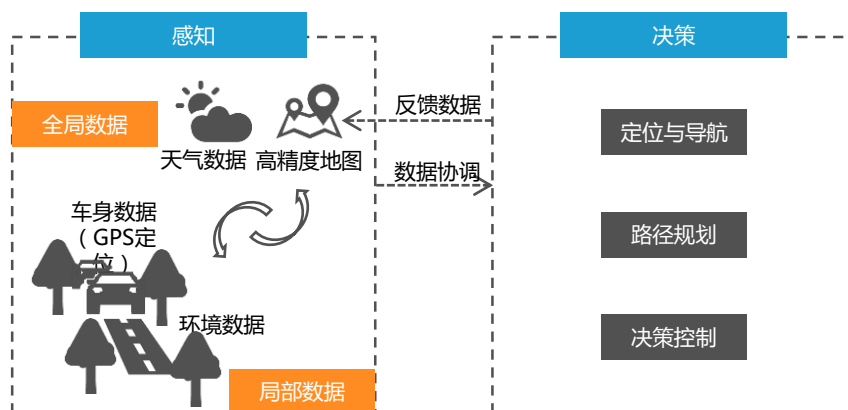 感知
决策
全局数据
天气数据
高精度地图
反馈数据
数据协调
定位与导航
车身数据
（GPS定
位）
路径规划
环境数据
决策控制
局部数据